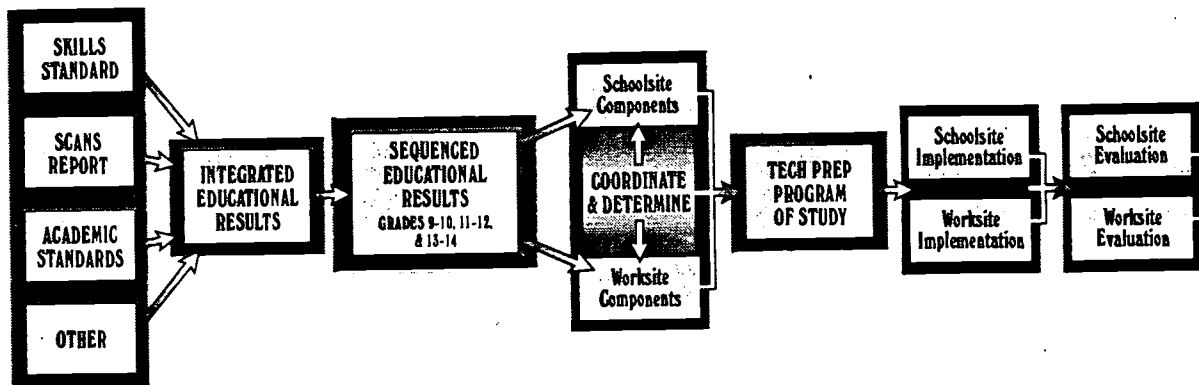 SKILLS
STANDARD
SCANS
REPORT
ACADEMIC
STANDARDS
OTHER
INTEGRATED
EDUCATIONAL
RESULTS
SEQUENCED
EDUCATIONAL
RESULTS
GRADES 9-10, 11-12,
& 13-14
Schoolsite
Components
COORDINATE
& DETERMINE
Worksite
Components
TECH PREP
PROGRAM
OF STUDY
Schoolsite
Implementation
Worksite
Implementation
Schoolsite
Evaluation
Worksite
Evaluation